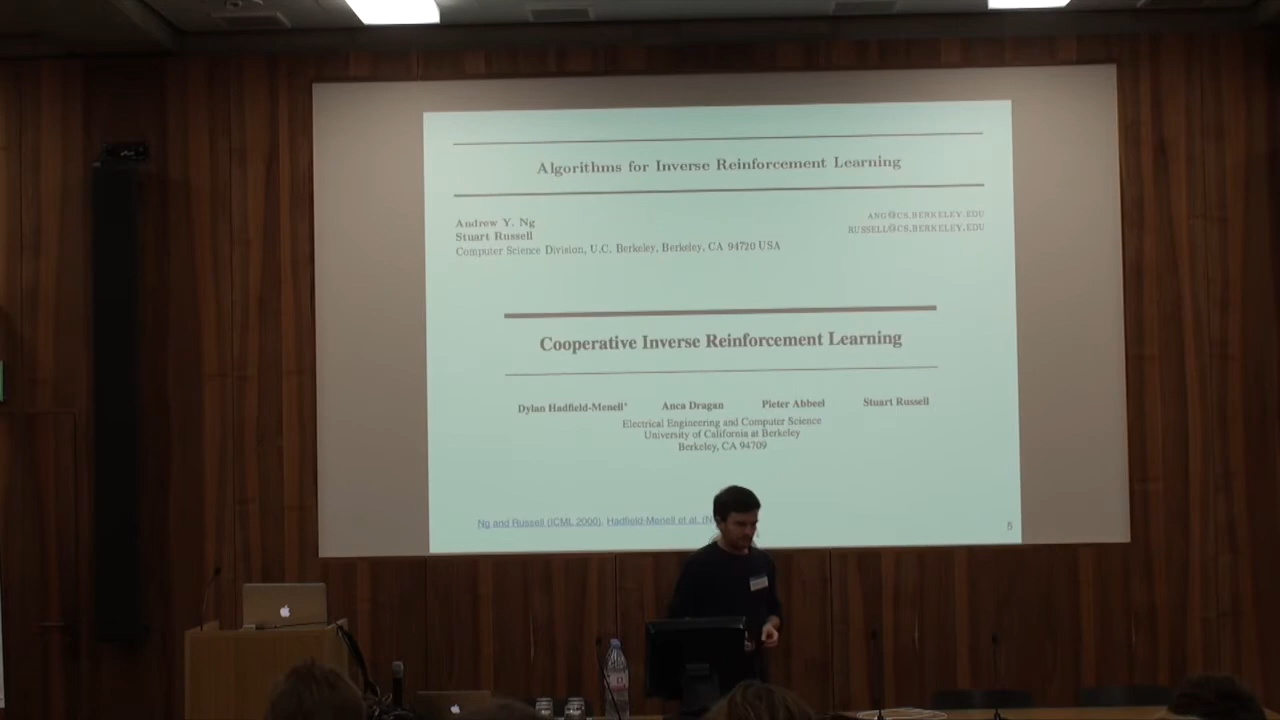 Algorithms for Inverse Reinforcement Learning
Andrew Y. Ng
ANG@CS.BERKELEY.EDU
Stuart Russell
RUSSELL@CS.BERKELEY.EDU
Computer Science Division, U.C. Berkeley, Berkeley, CA 94720 USA
Cooperative Inverse Reinforcement Learning
Dylan Hadfield-Menell* Anca Dragan Pieter Abbeel Stuart Russell
Electrical Engineering and Computer Science
University of California at Berkeley
Berkeley, CA 94709
Ng and Russell (ICML 2000), Hadfield-Menell et al. (N
5